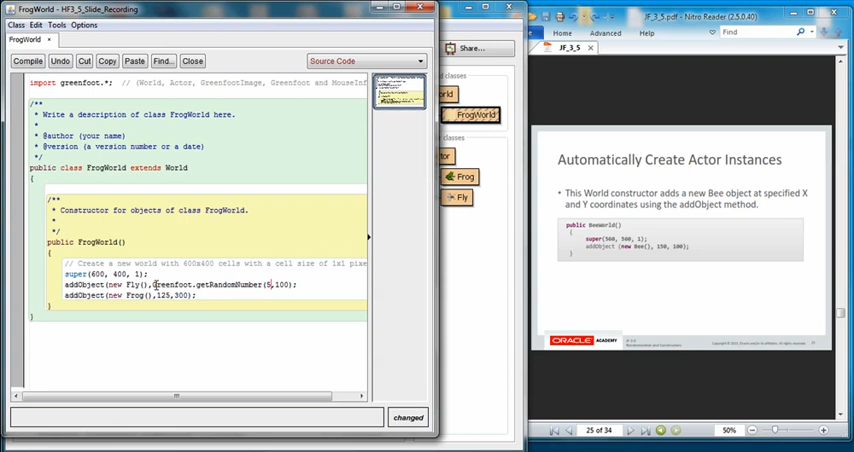 FrogWorld - HF3_5_Slide_Recording
Class Edit Tools Options
FrogWorld ×
Compile Undo Cut Copy Paste Find... Close
Source Code
import greenfoot.*; // (World, Actor, GreenfootImage, Greenfoot and MouseInf
/**
* Write a description of class FrogWorld here.
*
* @author (your name)
* @version (a version number or a date)
*/
public class FrogWorld extends World
{
/**
* Constructor for objects of class FrogWorld.
*
*/
public FrogWorld()
{
// Create a new world with 600x400 cells with a cell size of 1x1 pixe
super(600, 400, 1);
addObject(new Fly(),Greenfoot.getRandomNumber(5,100);
addObject(new Frog(),125,300);
}
}
changed
Share...
d classes
orld
FrogWorld
classes
tor
Frog
Fly
JF_3_5.pdf - Nitro Reader (2.5.0.40)
Home Advanced Help Find
JF_3_5
Automatically Create Actor Instances
• This World constructor adds a new Bee object at specified X
and Y coordinates using the addObject method.
public BeeWorld()
{
super(560, 560, 1);
addObject (new Bee(), 150, 100);
}
ORACLE ACADEMY
25 of 34
50%